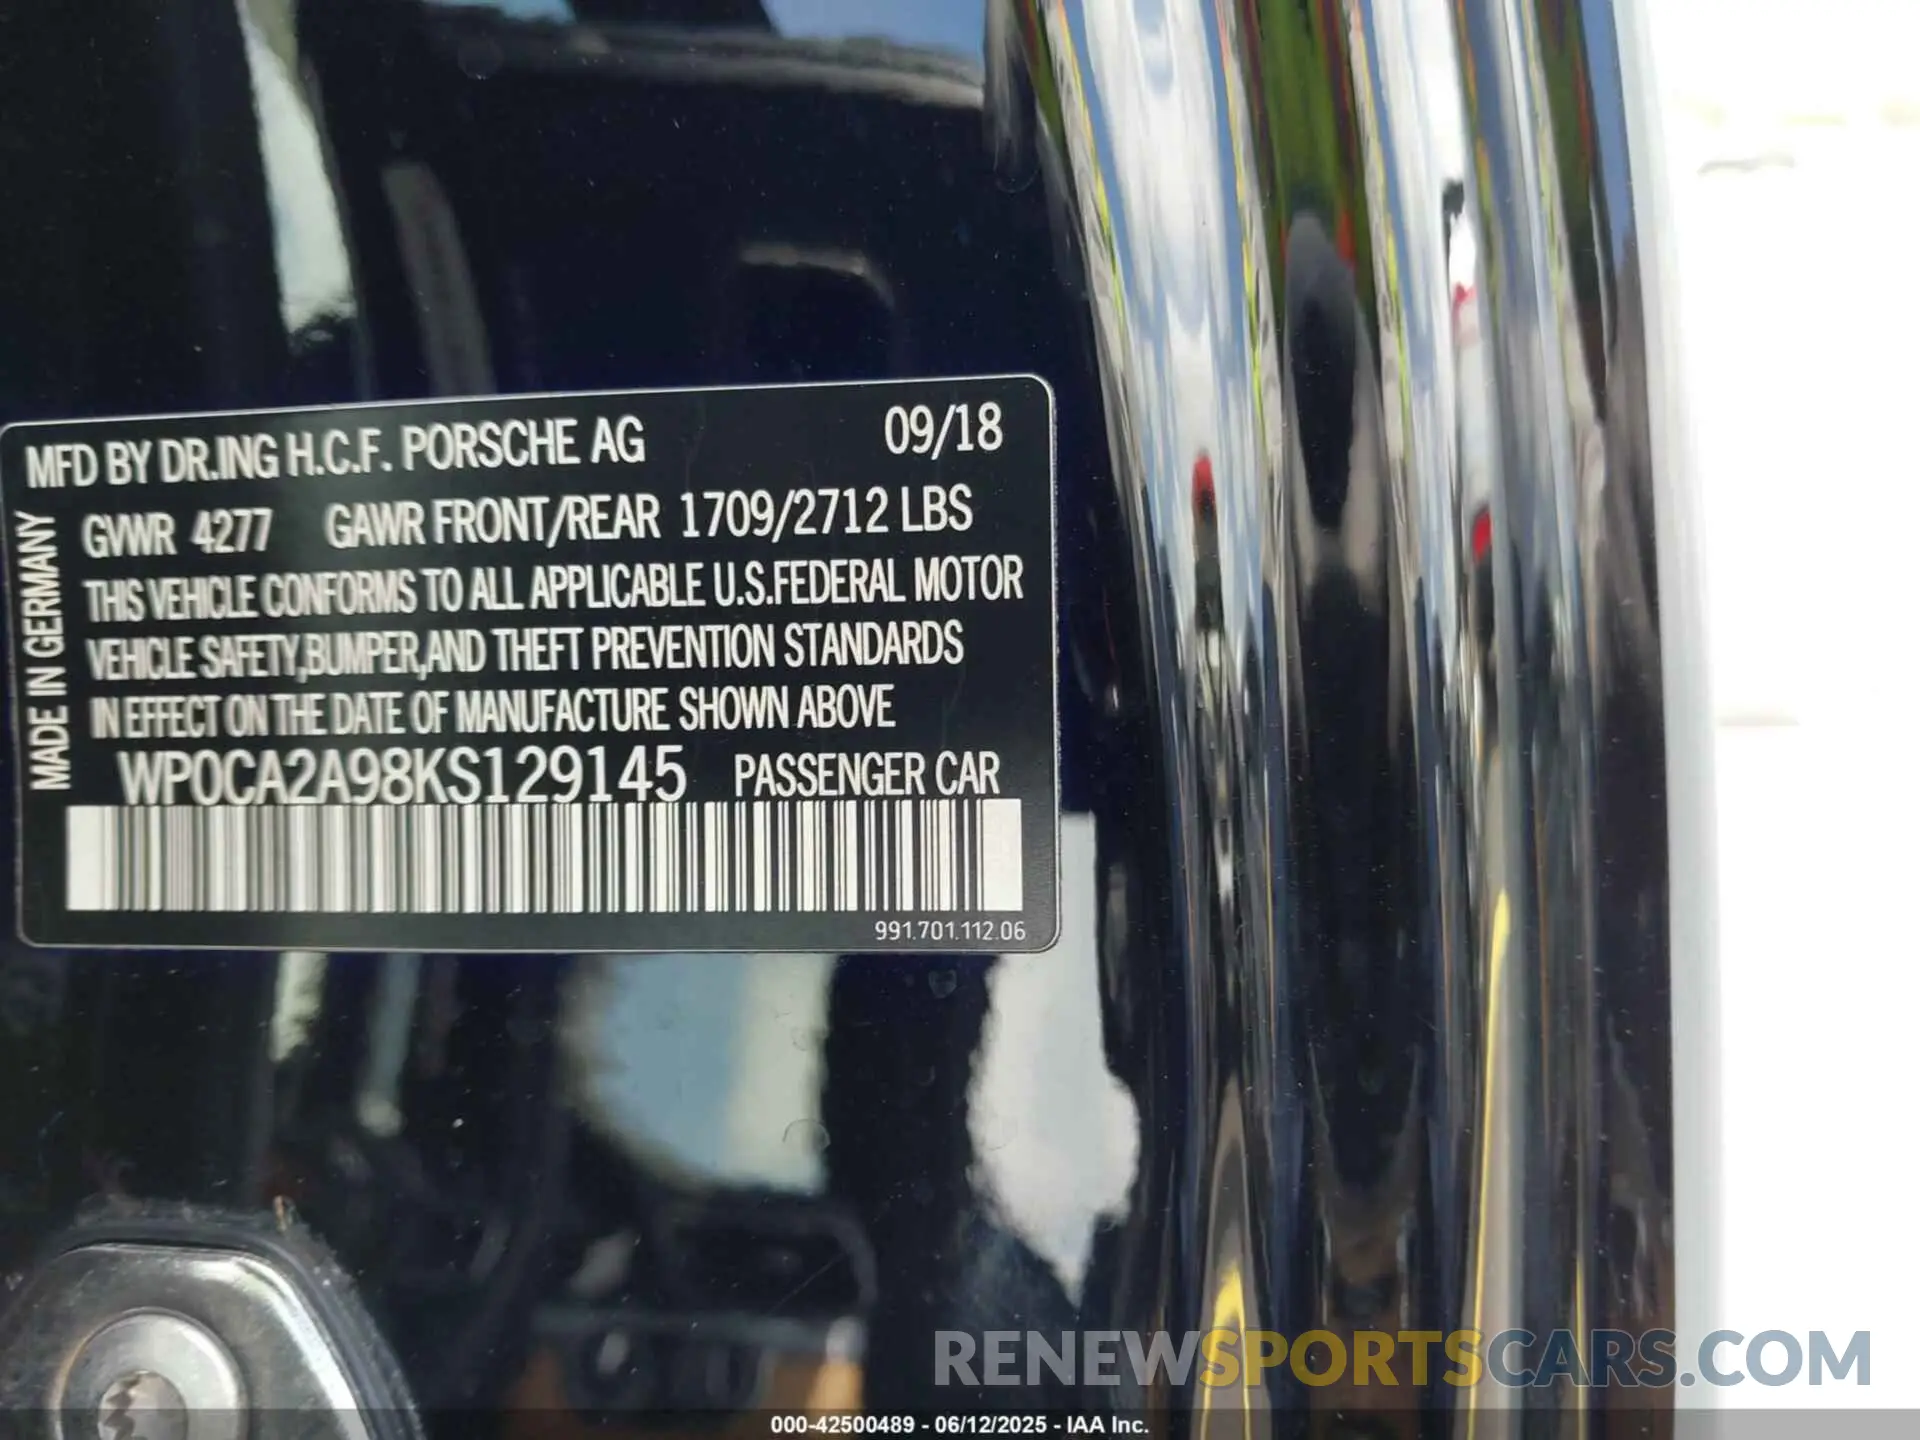 MFD BY DR.ING H.C.F. PORSCHE AG 09/18
GVWR 4277 GAWR FRONT/REAR 1709/2712 LBS
THIS VEHICLE CONFORMS TO ALL APPLICABLE U.S.FEDERAL MOTOR
VEHICLE SAFETY,BUMPER,AND THEFT PREVENTION STANDARDS
IN EFFECT ON THE DATE OF MANUFACTURE SHOWN ABOVE
WP0CA2A98KS129145 PASSENGER CAR
991.701.112.06
MADE IN GERMANY
RENEWSPORTSCARS.COM
000-42500489 - 06/12/2025 - IAA Inc.